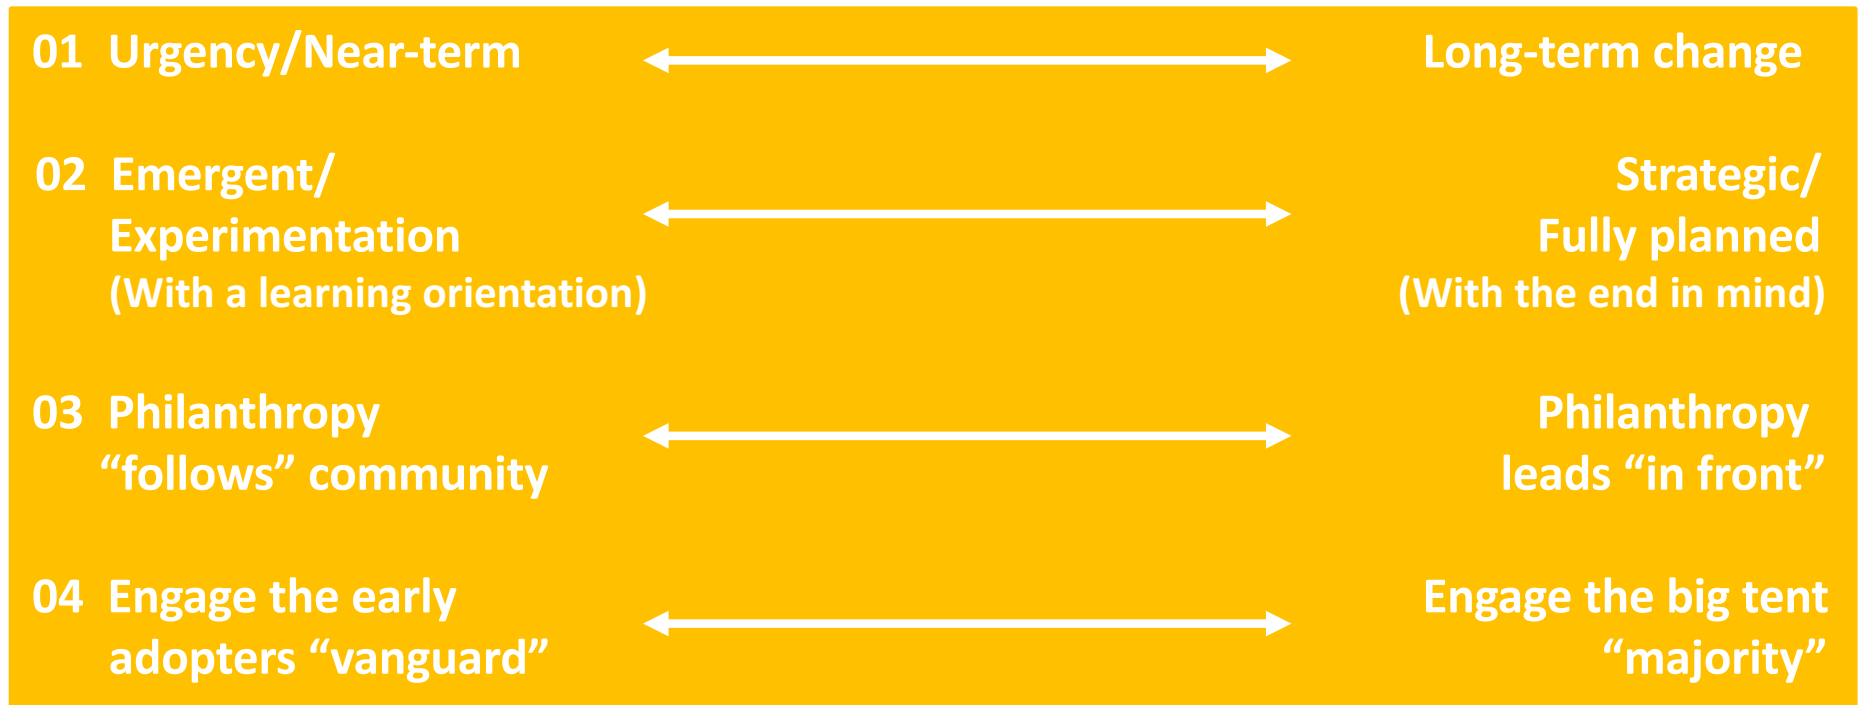 01 Urgency/Near-term Long-term change
02 Emergent/ Strategic/
Experimentation Fully planned
(With a learning orientation) (With the end in mind)
03 Philanthropy Philanthropy
“follows” community leads “in front”
04 Engage the early Engage the big tent
adopters “vanguard” “majority”